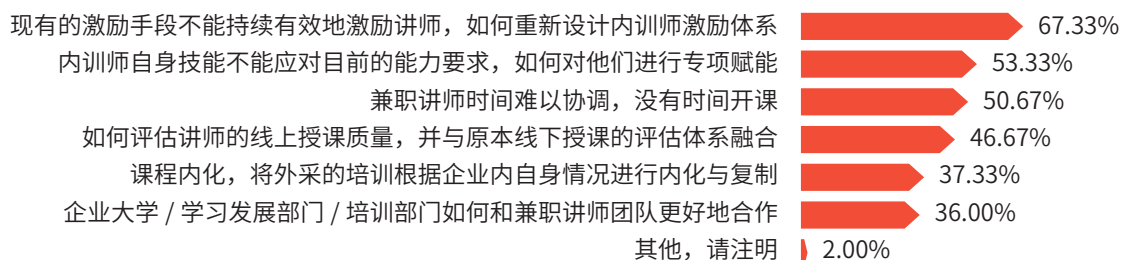 现有的激励手段不能持续有效地激励讲师，如何重新设计内训师激励体系 67.33%
内训师自身技能不能应对目前的能力要求，如何对他们进行专项赋能 53.33%
兼职讲师时间难以协调，没有时间开课 50.67%
如何评估讲师的线上授课质量，并与原本线下授课的评估体系融合 46.67%
课程内化，将外采的培训根据企业内自身情况进行内化与复制 37.33%
企业大学 / 学习发展部门 / 培训部门如何和兼职讲师团队更好地合作 36.00%
其他，请注明 2.00%